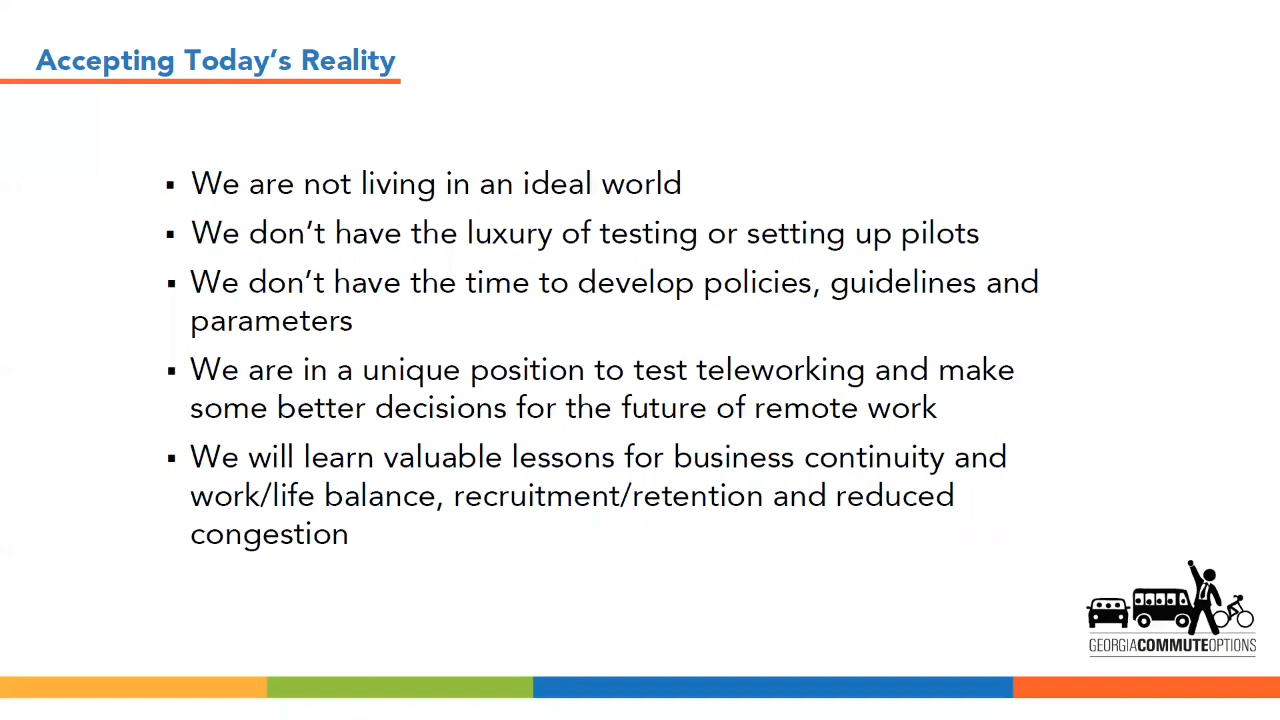 Accepting Today’s Reality
▪ We are not living in an ideal world
▪ We don’t have the luxury of testing or setting up pilots
▪ We don’t have the time to develop policies, guidelines and
parameters
▪ We are in a unique position to test teleworking and make
some better decisions for the future of remote work
▪ We will learn valuable lessons for business continuity and
work/life balance, recruitment/retention and reduced
congestion
GEORGIACOMMUTEOPTIONS